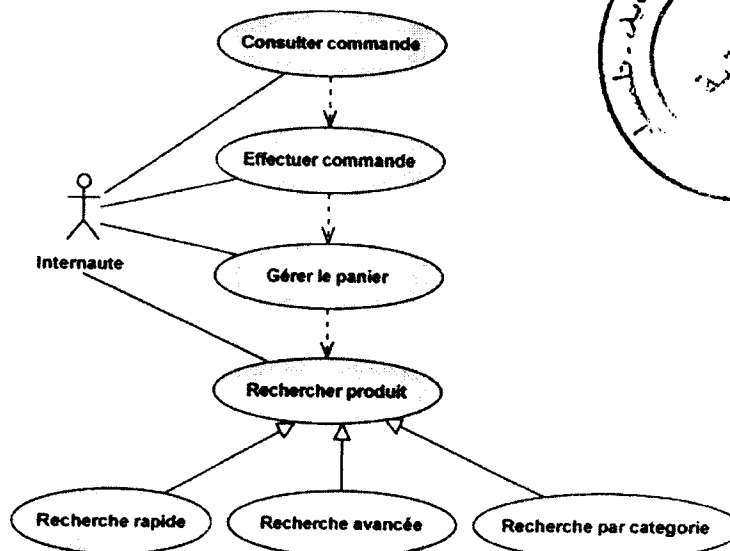 Consulter commande
Effectuer commande
Internaute
Gérer le panier
Rechercher produit
Recherche rapide
Recherche avancée
Recherche par categorie